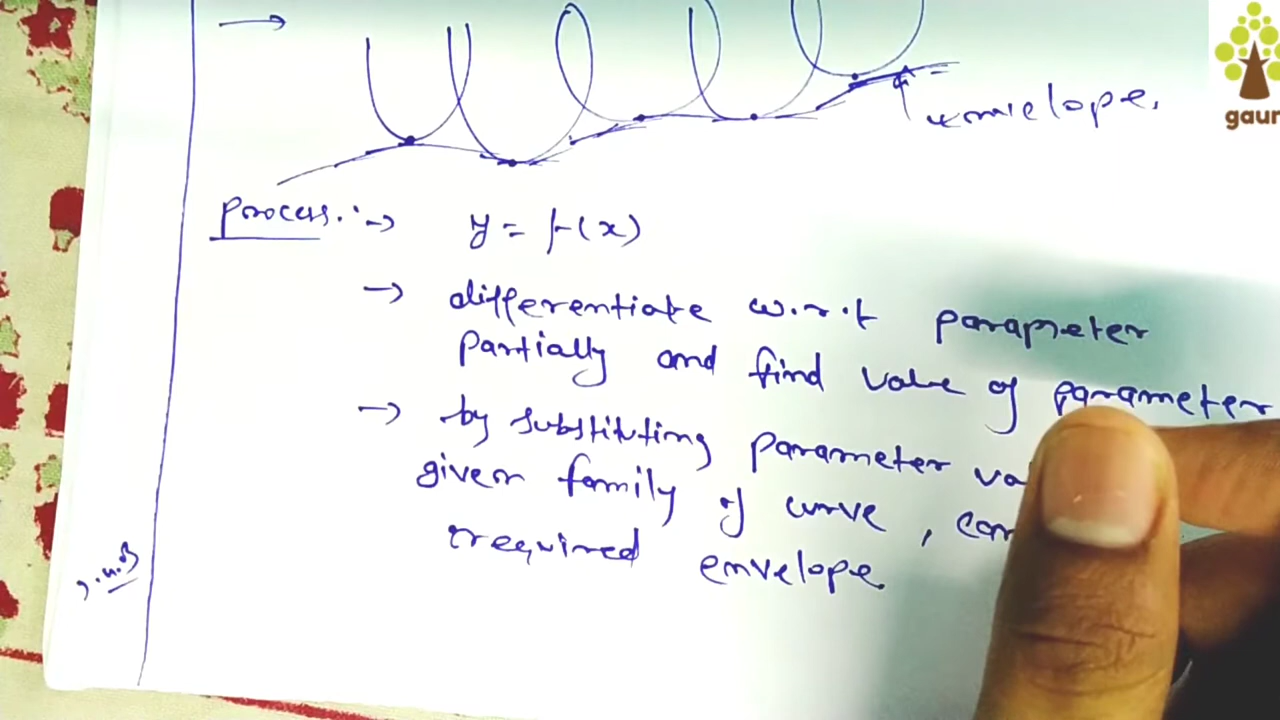 →
envelope.
gaur
Process :→ y = f(x)
→ differentiate w.r.t parameter
partially and find value of parameter
→ by substituting parameter va
given family of curve, can
required envelope